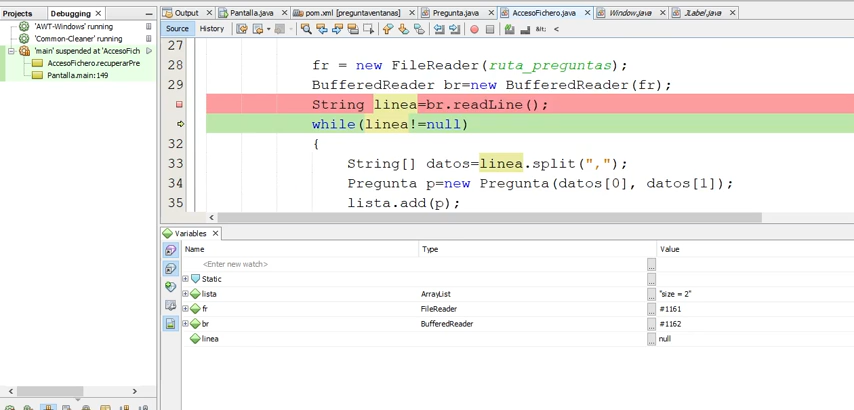 Projects
Debugging
Output
Pantalla.java
pom.xml [preguntaventanas]
Pregunta.java
AccesoFichero.java
Window.java
JLabel.java
Source
History
'AWT-Windows' running
'Common-Cleaner' running
'main' suspended at 'AccesoFich
AccesoFichero.recuperarPre
Pantalla.main:149
27
28 fr = new FileReader(ruta_preguntas);
29 BufferedReader br=new BufferedReader(fr);
String linea=br.readLine();
while(linea!=null)
32 {
33 String[] datos=linea.split(",");
34 Pregunta p=new Pregunta(datos[0], datos[1]);
35 lista.add(p);
Variables
Name Type Value
<Enter new watch>
Static
lista ArrayList "size = 2"
fr FileReader #1161
br BufferedReader #1162
linea null